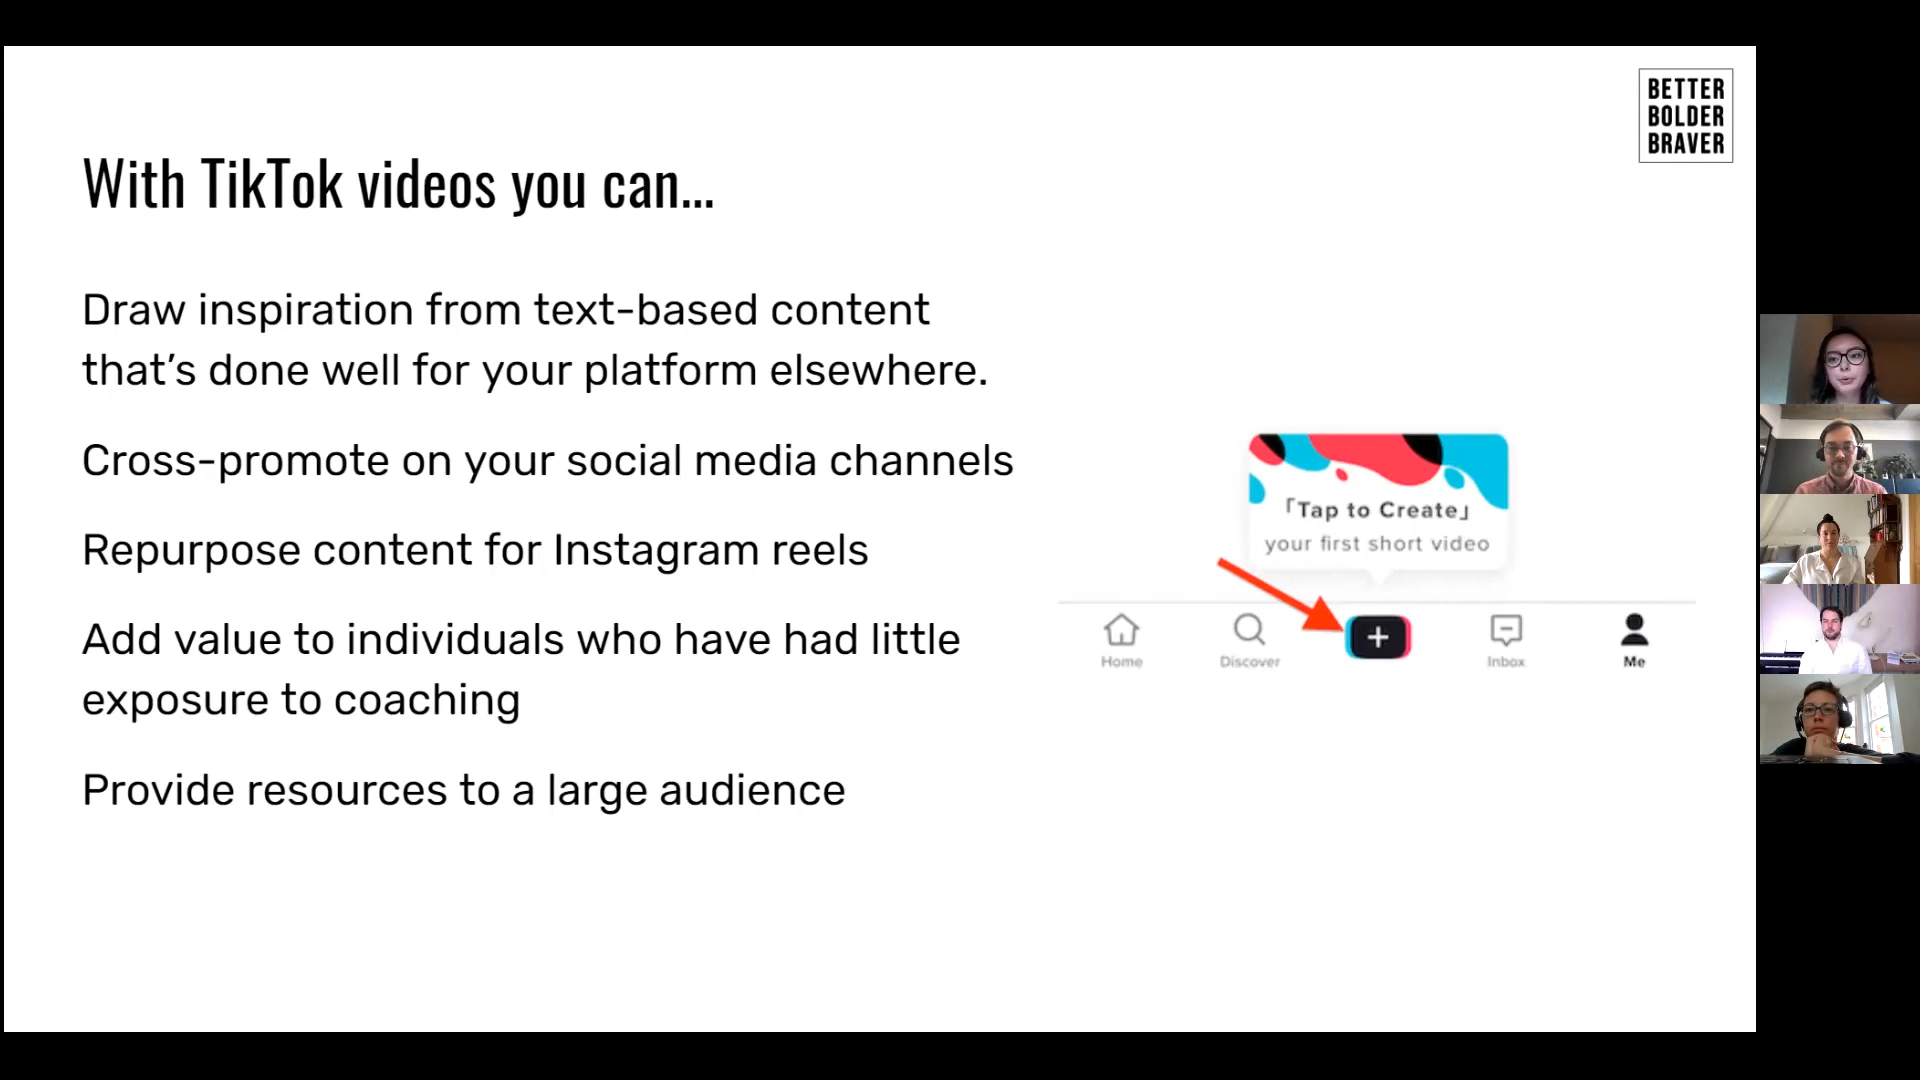 BETTER
BOLDER
BRAVER
With TikTok videos you can...
Draw inspiration from text-based content
that’s done well for your platform elsewhere.
Cross-promote on your social media channels
Repurpose content for Instagram reels
Add value to individuals who have had little
exposure to coaching
Provide resources to a large audience
「Tap to Create」
your first short video
Home
Discover
Inbox
Me